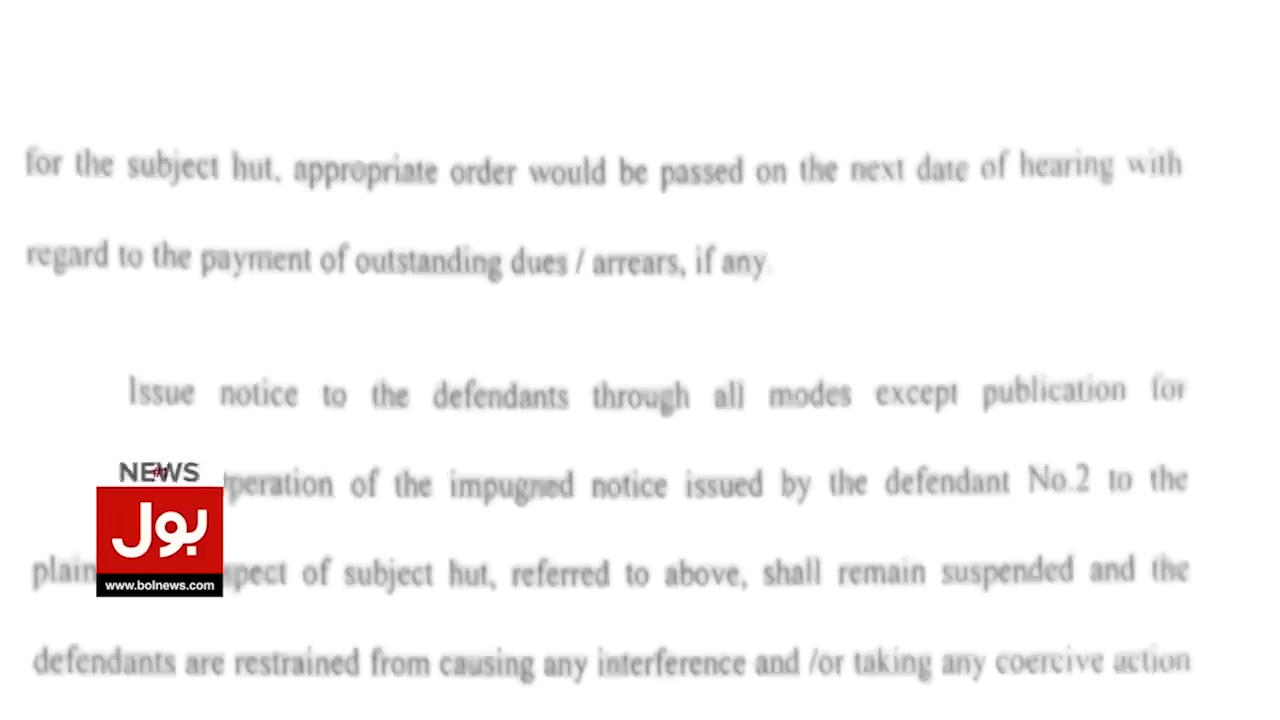 for the subject hut, appropriate order would be passed on the next date of hearing with
regard to the payment of outstanding dues / arrears, if any
Issue notice to the defendants through all modes except publication for
peration of the impugned notice issued by the defendant No.2 to the
plain pect of subject hut, referred to above, shall remain suspended and the
defendants are restrained from causing any interference and /or taking any coercive action
NEWS
بول
www.bolnews.com